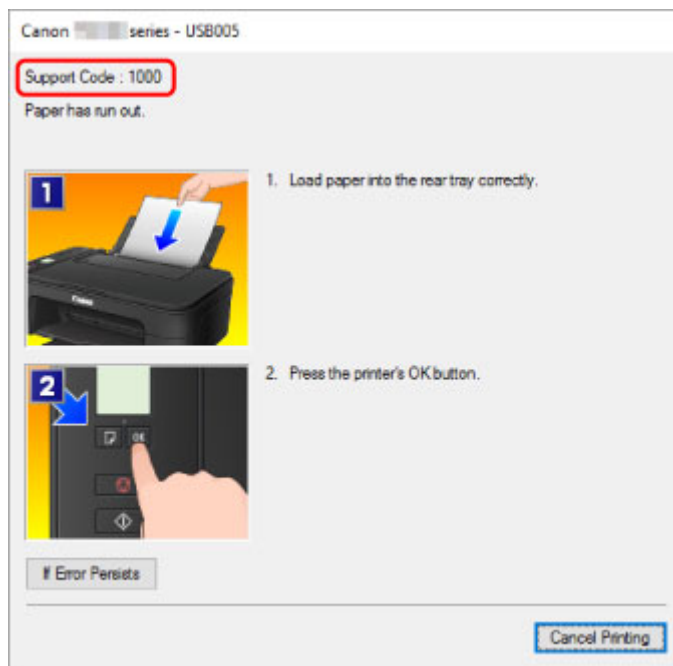 Canon series - USB005
Support Code : 1000
Paper has run out.
1
1. Load paper into the rear tray correctly.
Canon
2
2. Press the printer's OK button.
OK
If Error Persists
Cancel Printing